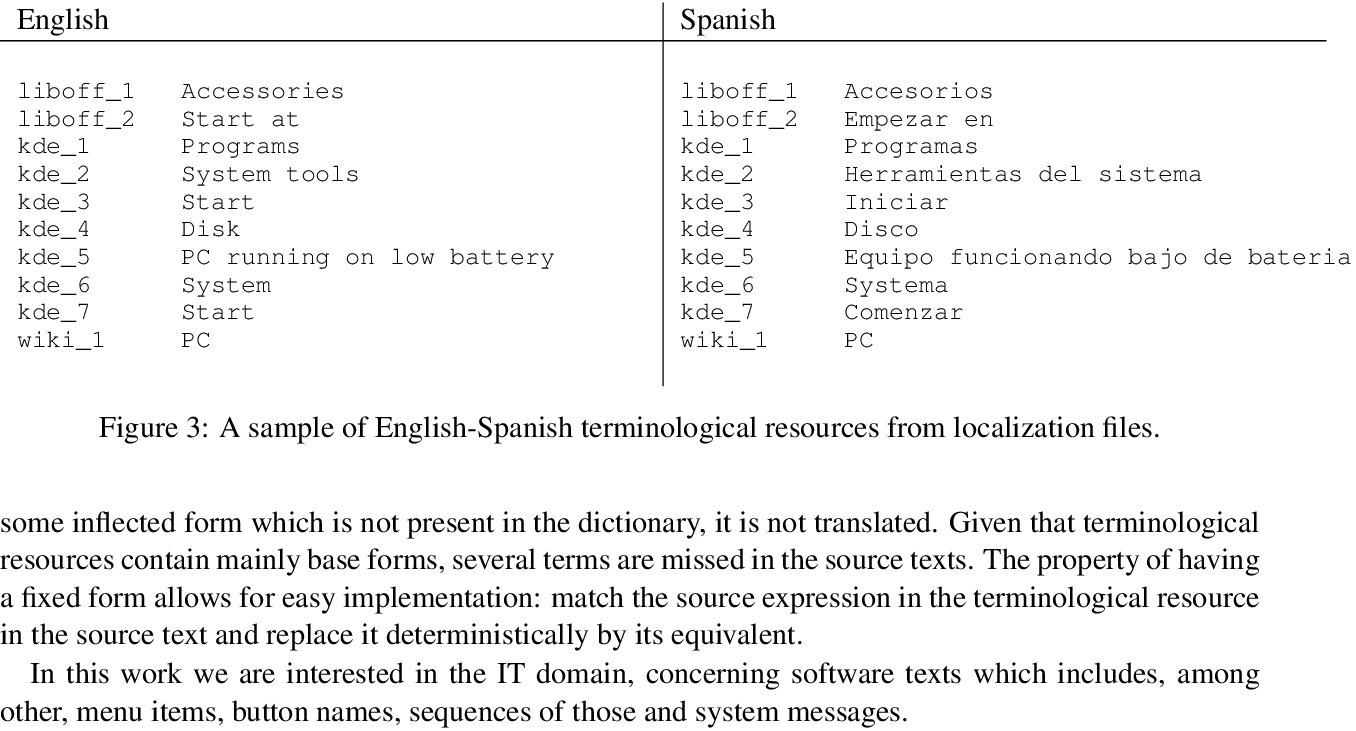 English Spanish
liboff_1 Accessories liboff_1 Accesorios
liboff_2 Start at liboff_2 Empezar en
kde_1 Programs kde_1 Programas
kde_2 System tools kde_2 Herramientas del sistema
kde_3 Start kde_3 Iniciar
kde_4 Disk kde_4 Disco
kde_5 PC running on low battery kde_5 Equipo funcionando bajo de bateria
kde_6 System kde_6 Systema
kde_7 Start kde_7 Comenzar
wiki_1 PC wiki_1 PC
Figure 3: A sample of English-Spanish terminological resources from localization files.
some inflected form which is not present in the dictionary, it is not translated. Given that terminological
resources contain mainly base forms, several terms are missed in the source texts. The property of having
a fixed form allows for easy implementation: match the source expression in the terminological resource
in the source text and replace it deterministically by its equivalent.
In this work we are interested in the IT domain, concerning software texts which includes, among
other, menu items, button names, sequences of those and system messages.